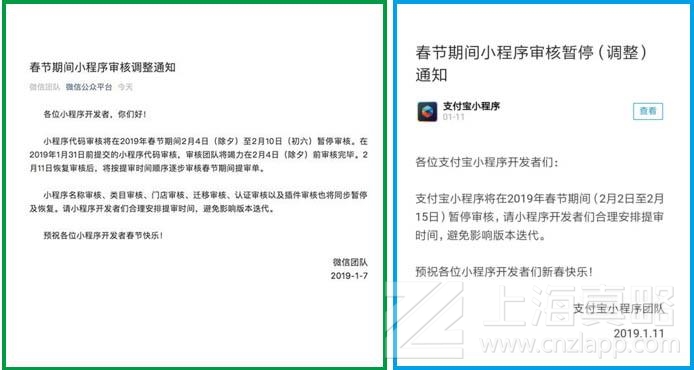 春节期间小程序审核调整通知
微信团队 微信公众平台 今天
各位小程序开发者，你们好！
小程序代码审核将在2019年春节期间2月4日（除夕）至2月10日（初六）暂停审核。在
2019年1月31日前提交的小程序代码审核，审核团队将竭力在2月4日（除夕）前审核完毕。2
月11日恢复审核后，将按提审时间顺序逐步审核春节期间提审单。
小程序名称审核、类目审核、门店审核、迁移审核、认证审核以及插件审核也将同步暂停
及恢复。请小程序开发者们合理安排提审时间，避免影响版本迭代。
预祝各位小程序开发者春节快乐！
微信团队
2019-1-7
春节期间小程序审核暂停（调整）
通知
支付宝小程序
01-11
查看
各位支付宝小程序开发者们：
支付宝小程序将在2019年春节期间（2月2日至2月
15日）暂停审核，请小程序开发者们合理安排提审
时间，避免影响版本迭代。
预祝各位小程序开发者们新春快乐！
支付宝小程序团队
2019.1.11
上海真略
www.cnzlapp.com